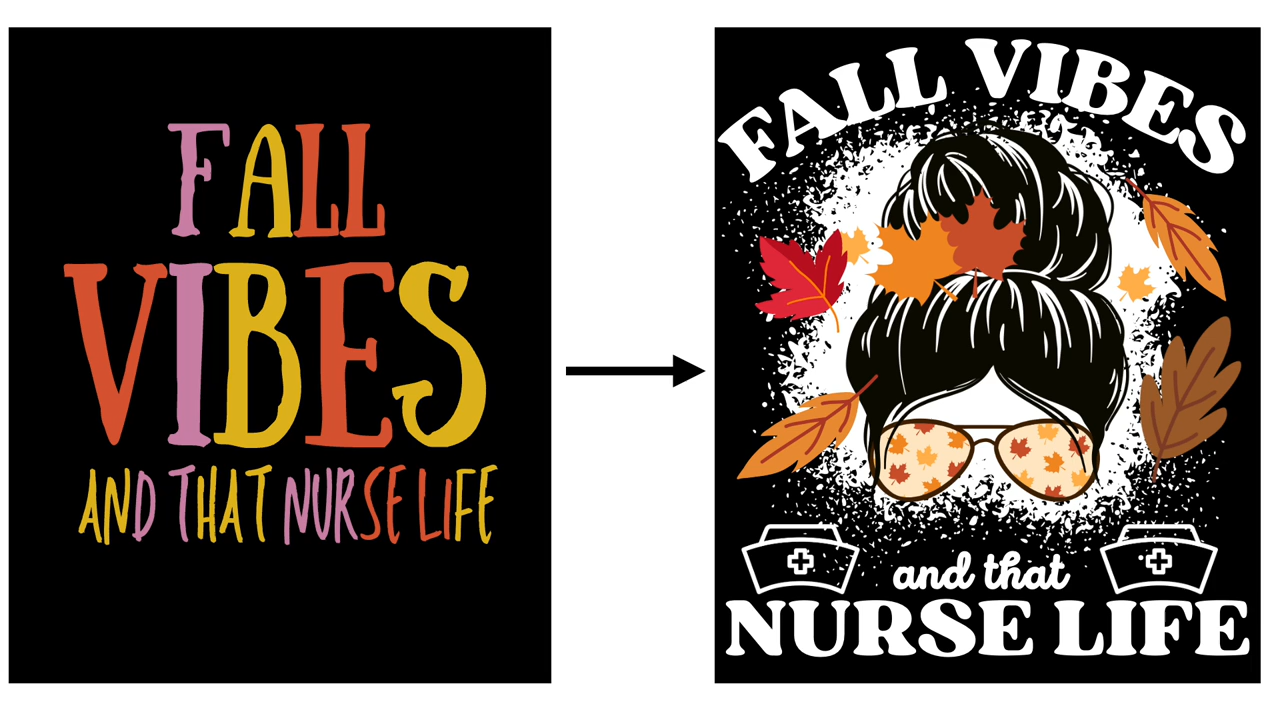 FALL
VIBES
AND THAT NURSE LIFE
FALL VIBES
and that
NURSE LIFE